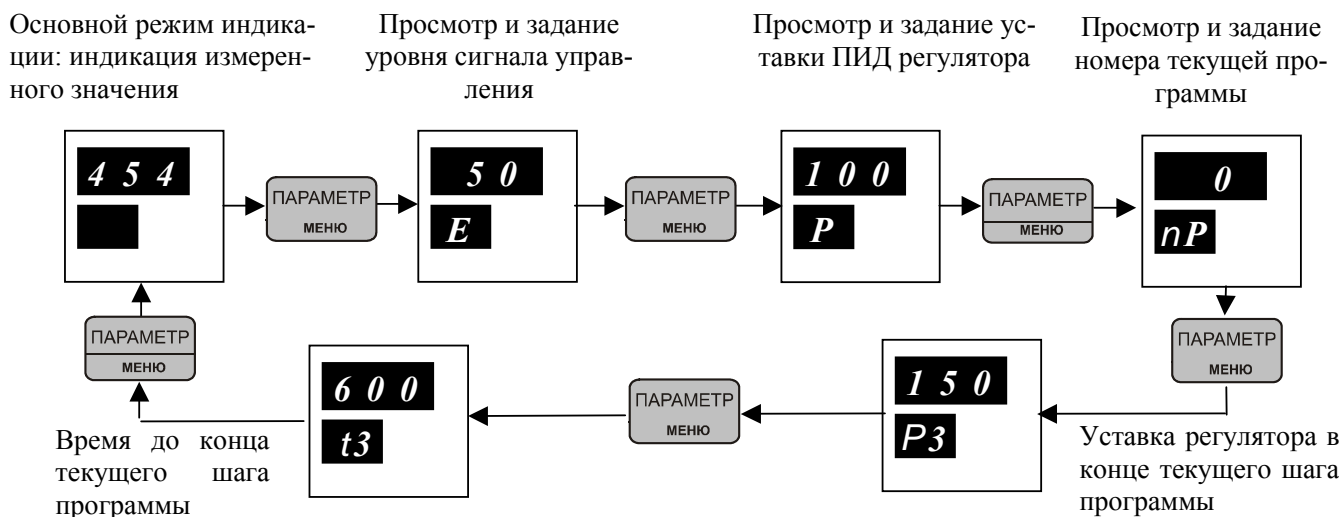 Основной режим индика-
ции: индикация измерен-
ного значения
Просмотр и задание
уровня сигнала управ-
ления
Просмотр и задание ус-
тавки ПИД регулятора
Просмотр и задание
номера текущей про-
граммы
4 5 4
ПАРАМЕТР
МЕНЮ
5 0
E
ПАРАМЕТР
МЕНЮ
1 0 0
P
ПАРАМЕТР
МЕНЮ
0
nP
ПАРАМЕТР
МЕНЮ
1 5 0
P3
Уставка регулятора в
конце текущего шага
программы
ПАРАМЕТР
МЕНЮ
6 0 0
t3
Время до конца
текущего шага
программы
ПАРАМЕТР
МЕНЮ